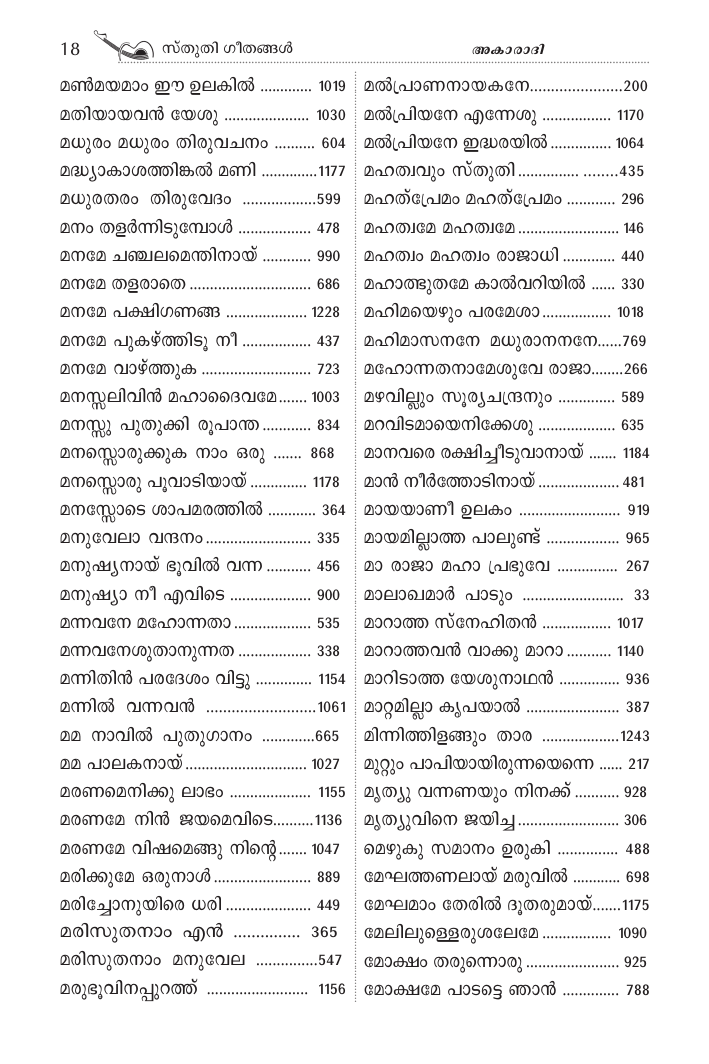 18 സ്തുതി ഗീതങ്ങൾ അകാരാദി
മൺമയമാം ഈ ഉലകിൽ ............. 1019
മതിയായവൻ യേശു ..................... 1030
മധുരം മധുരം തിരുവചനം .......... 604
മദ്ധ്യാകാശത്തിങ്കൽ മണി ..............1177
മധുരതരം തിരുവേദം ..................599
മനം തളർന്നിടുമ്പോൾ .................. 478
മനമേ ചഞ്ചലമെന്തിനായ് ............ 990
മനമേ തളരാതെ .............................. 686
മനമേ പക്ഷിഗണങ്ങ .................... 1228
മനമേ പുകഴ്ത്തിടൂ നീ ................. 437
മനമേ വാഴ്ത്തുക ........................... 723
മനസ്സലിവിൻ മഹാദൈവമേ....... 1003
മനസ്സു പുതുക്കി രൂപാന്ത ............ 834
മനസ്സൊരുക്കുക നാം ഒരു ....... 868
മനസ്സൊരു പൂവാടിയായ് .............. 1178
മനസ്സോടെ ശാപമരത്തിൽ ............ 364
മനുവേലാ വന്ദനം.......................... 335
മനുഷ്യനായ് ഭൂവിൽ വന്ന ........... 456
മനുഷ്യാ നീ എവിടെ .................... 900
മന്നവനേ മഹോന്നതാ................... 535
മന്നവനേശുതാനുന്നത .................. 338
മന്നിതിൻ പരദേശം വിട്ടു .............. 1154
മന്നിൽ വന്നവൻ ...........................1061
മമ നാവിൽ പുതുഗാനം .............665
മമ പാലകനായ്.............................. 1027
മരണമെനിക്കു ലാഭം .................... 1155
മരണമേ നിൻ ജയമെവിടെ..........1136
മരണമേ വിഷമെങ്ങു നിന്റെ....... 1047
മരിക്കുമേ ഒരുനാൾ ........................ 889
മരിച്ചോനുയിരെ ധരി ..................... 449
മരിസുതനാം എൻ ............... 365
മരിസുതനാം മനുവേല ...............547
മരുഭൂവിനപ്പുറത്ത് ......................... 1156
മൽപ്രാണനായകനേ.......................200
മൽപ്രിയനേ എന്നേശു ................. 1170
മൽപ്രിയനേ ഇദ്ധരയിൽ............... 1064
മഹത്വവും സ്തുതി............... ........435
മഹത്പ്രേമം മഹത്പ്രേമം ............ 296
മഹത്വമേ മഹത്വമേ......................... 146
മഹത്വം മഹത്വം രാജാധി ............. 440
മഹാത്ഭുതമേ കാൽവറിയിൽ ...... 330
മഹിമയെഴും പരമേശാ................. 1018
മഹിമാസനനേ മധുരാനനനേ......769
മഹോന്നതനാമേശുവേ രാജാ........266
മഴവില്ലും സൂര്യചന്ദ്രനും .............. 589
മറവിടമായെനിക്കേശു ................... 635
മാനവരെ രക്ഷിച്ചീടുവാനായ് ....... 1184
മാൻ നീർത്തോടിനായ് .................... 481
മായയാണീ ഉലകം ......................... 919
മായമില്ലാത്ത പാലുണ്ട് .................. 965
മാ രാജാ മഹാ പ്രഭുവേ ............... 267
മാലാഖമാർ പാടും ......................... 33
മാറാത്ത സ്നേഹിതൻ ................. 1017
മാറാത്തവൻ വാക്കു മാറാ ........... 1140
മാറിടാത്ത യേശുനാഥൻ ............... 936
മാറ്റമില്ലാ കൃപയാൽ ....................... 387
മിന്നിത്തിളങ്ങും താര ...................1243
മുറ്റും പാപിയായിരുന്നയെന്നെ ...... 217
മൃത്യു വന്നണയും നിനക്ക് ........... 928
മൃത്യുവിനെ ജയിച്ച ......................... 306
മെഴുകു സമാനം ഉരുകി ............... 488
മേഘത്തണലായ് മരുവിൽ ............ 698
മേഘമാം തേരിൽ ദൂതരുമായ്.......1175
മേലിലുള്ളെരുശലേമേ ................. 1090
മോക്ഷം തരുന്നൊരു ....................... 925
മോക്ഷമേ പാടട്ടെ ഞാൻ .............. 788